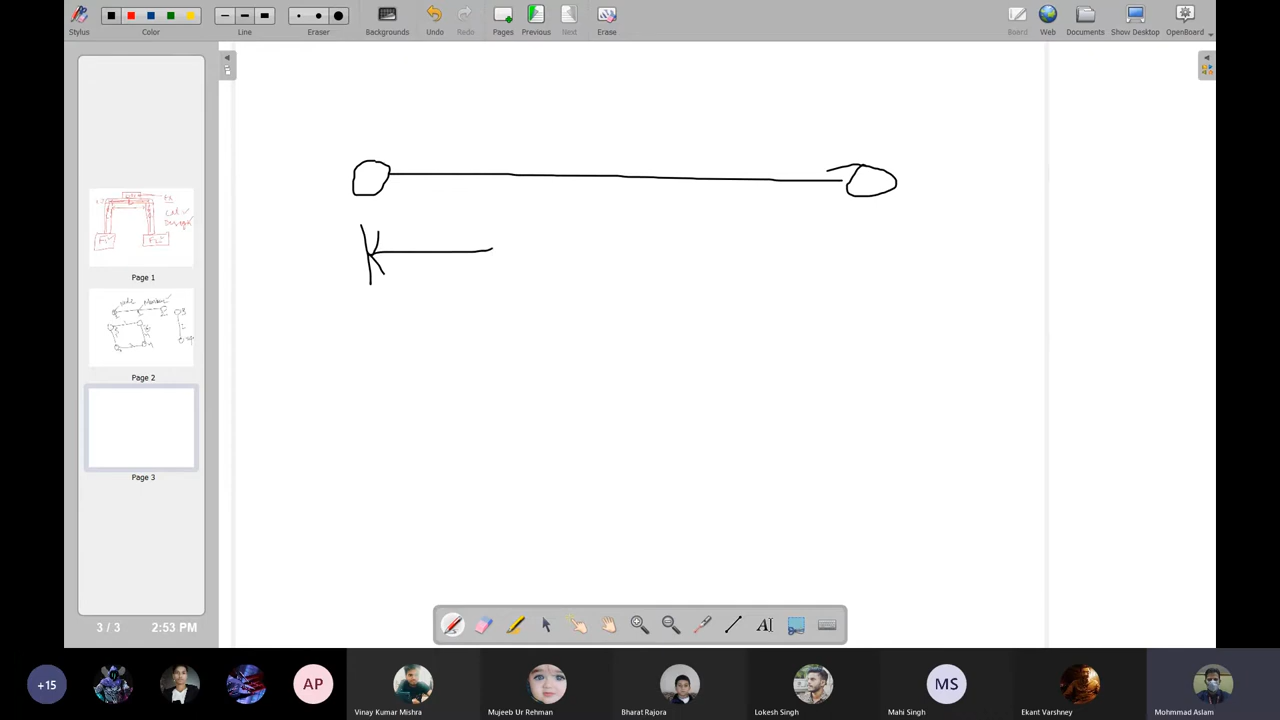 Stylus
Color
Line
Eraser
Backgrounds
Undo
Redo
Pages
Previous
Next
Erase
Board
Web
Documents
Show Desktop
OpenBoard
Page 1
Page 2
Page 3
3 / 3
2:53 PM
+15
AP
Vinay Kumar Mishra
Mujeeb Ur Rehman
Bharat Rajora
Lokesh Singh
MS
Mahi Singh
Ekant Varshney
Mohmmad Aslam